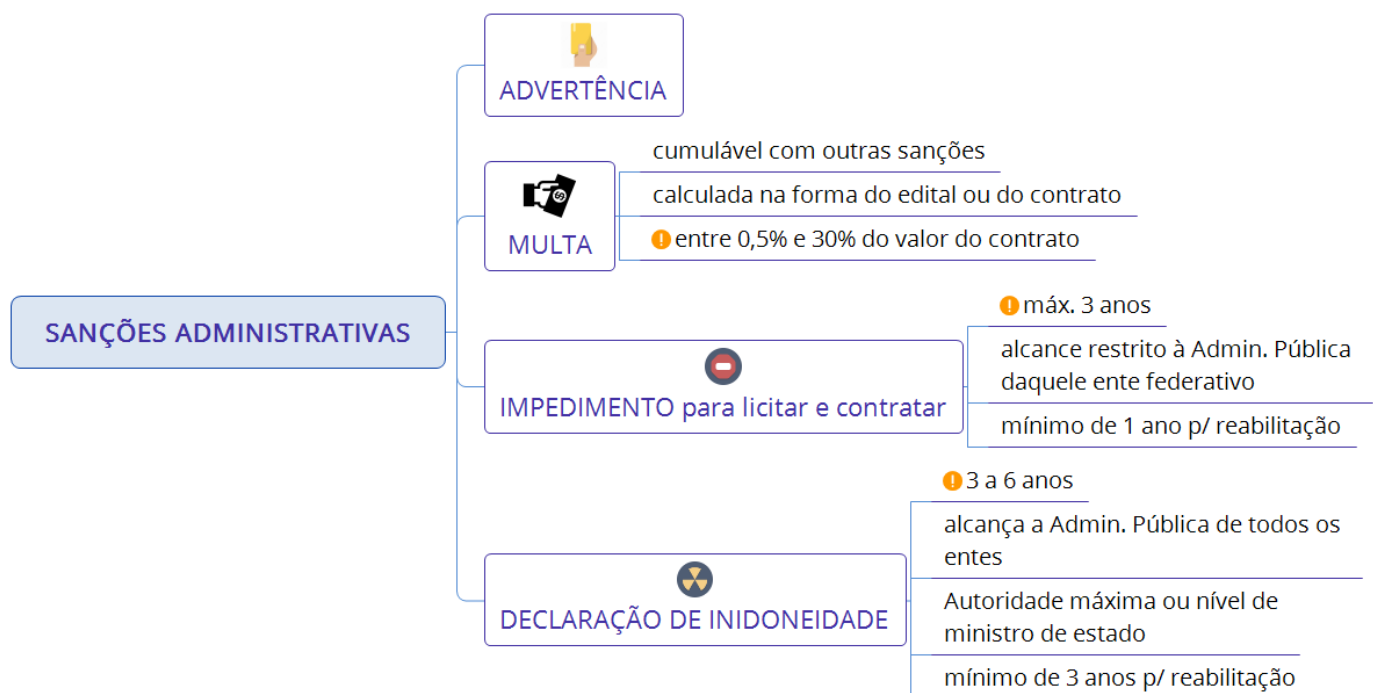 SANÇÕES ADMINISTRATIVAS
ADVERTÊNCIA
MULTA
cumulável com outras sanções
calculada na forma do edital ou do contrato
entre 0,5% e 30% do valor do contrato
IMPEDIMENTO para licitar e contratar
máx. 3 anos
alcance restrito à Admin. Pública
daquele ente federativo
mínimo de 1 ano p/ reabilitação
DECLARAÇÃO DE INIDONEIDADE
3 a 6 anos
alcança a Admin. Pública de todos os
entes
Autoridade máxima ou nível de
ministro de estado
mínimo de 3 anos p/ reabilitação